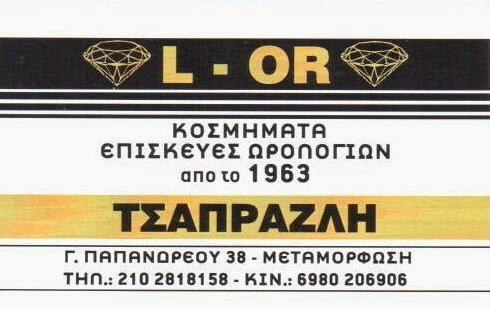 L - OR
ΚΟΣΜΗΜΑΤΑ
ΕΠΙΣΚΕΥΕΣ ΩΡΟΛΟΓΙΩΝ
απο το 1963
ΤΣΑΠΡΑΖΛΗ
Γ. ΠΑΠΑΝΔΡΕΟΥ 38 - ΜΕΤΑΜΟΡΦΩΣΗ
ΤΗΛ.: 210 2818158 - ΚΙΝ.: 6980 206906